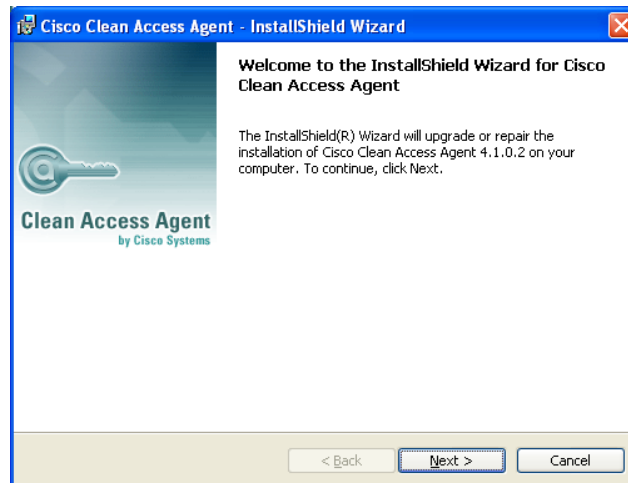 Cisco Clean Access Agent - InstallShield Wizard
Welcome to the InstallShield Wizard for Cisco
Clean Access Agent
The InstallShield(R) Wizard will upgrade or repair the
installation of Cisco Clean Access Agent 4.1.0.2 on your
computer. To continue, click Next.
Clean Access Agent
by Cisco Systems
< Back
Next >
Cancel